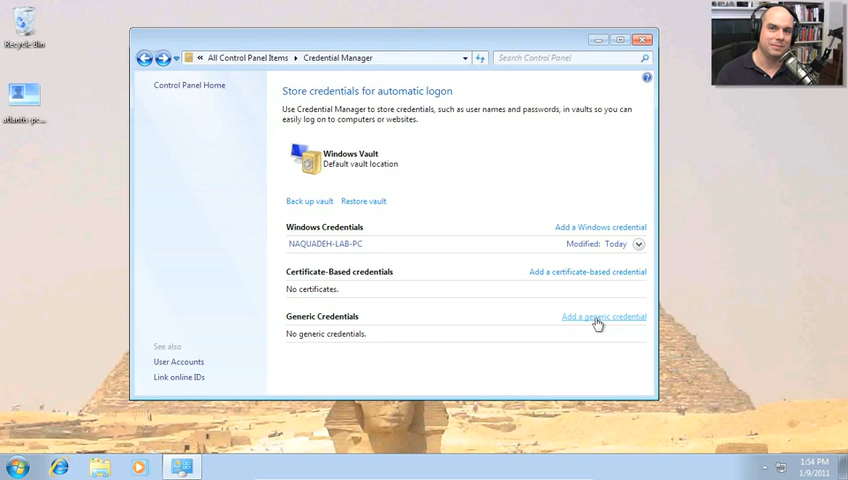 Recycle Bin
atlantis-pc...
All Control Panel Items
Credential Manager
Search Control Panel
Control Panel Home
Store credentials for automatic logon
Use Credential Manager to store credentials, such as user names and passwords, in vaults so you can
easily log on to computers or websites.
Windows Vault
Default vault location
Back up vault
Restore vault
Windows Credentials
Add a Windows credential
NAQUADEH-LAB-PC
Modified: Today
Certificate-Based credentials
Add a certificate-based credential
No certificates.
Generic Credentials
Add a generic credential
No generic credentials.
See also
User Accounts
Link online IDs
1:54 PM
1/9/2011